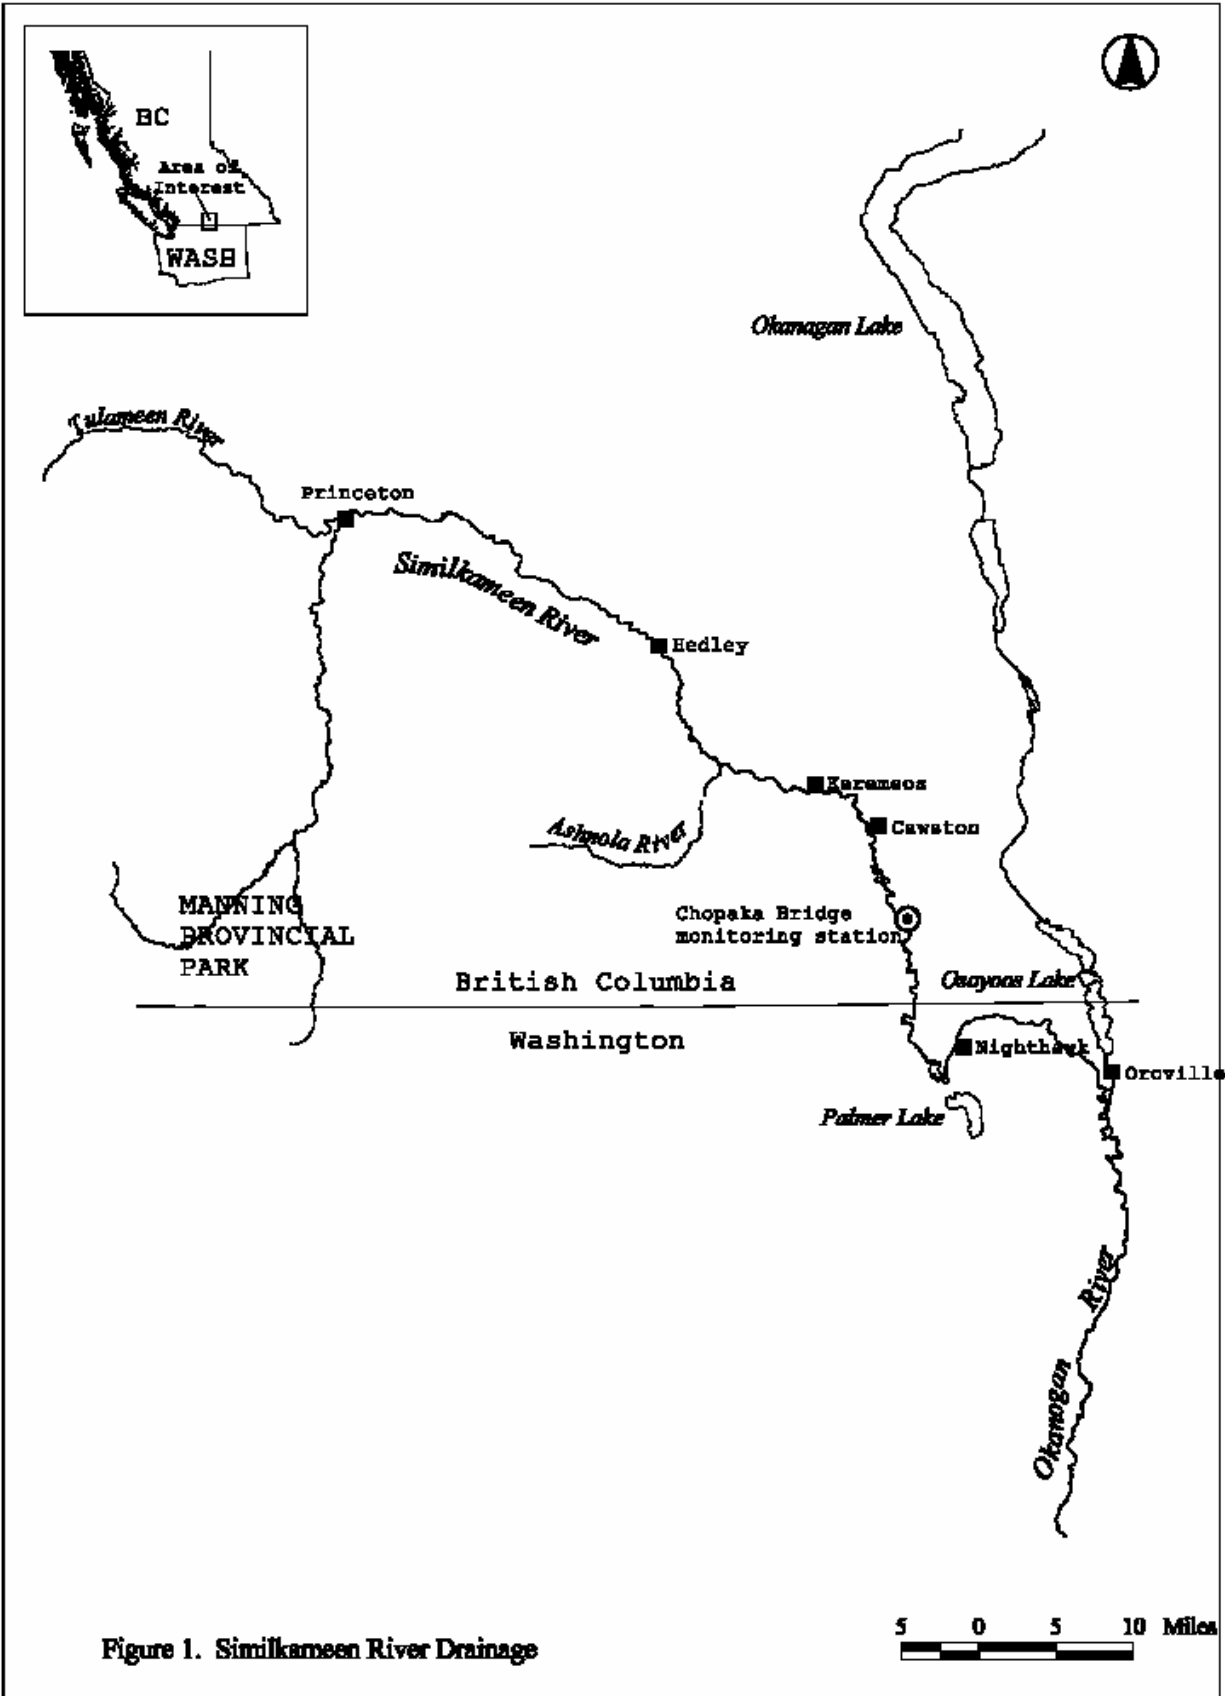 BC
Area of
Interest
WASH
Okanagan Lake
Tulameen River
Princeton
Similkameen River
Hedley
Keremeos
Ashnola River
Cawston
MANNING
PROVINCIAL
PARK
Chopaka Bridge
monitoring station
British Columbia
Osoyoos Lake
Washington
Nighthawk
Oroville
Palmer Lake
Okanogan River
5 0 5 10 Miles
Figure 1. Similkameen River Drainage